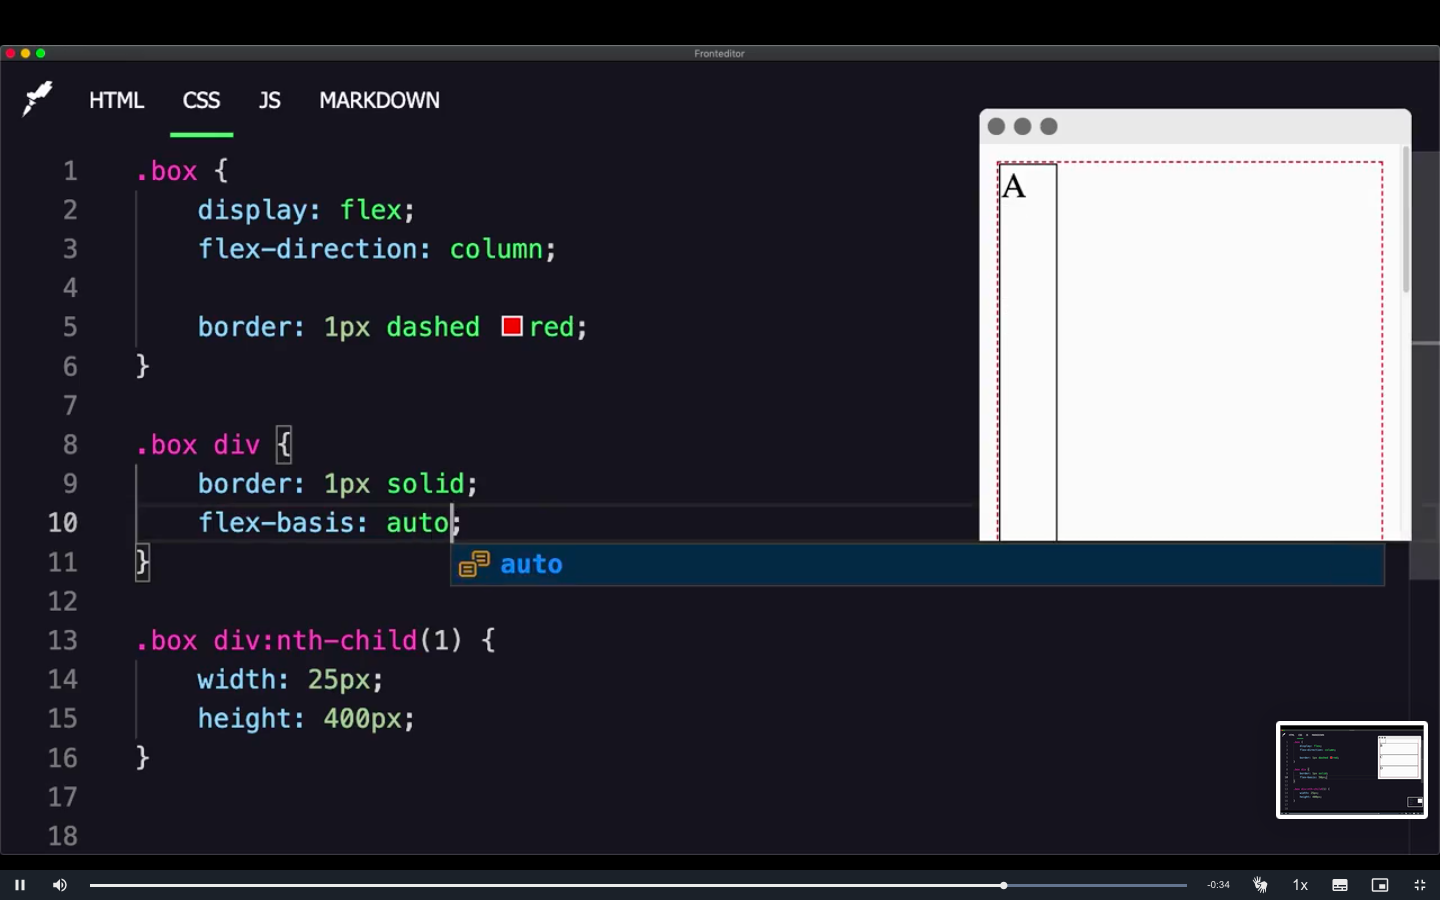 Fronteditor
HTML CSS JS MARKDOWN
1 .box {
2 display: flex;
3 flex-direction: column;
4
5 border: 1px dashed red;
6 }
7
8 .box div {
9 border: 1px solid;
10 flex-basis: auto;
11 }
auto
12
13 .box div:nth-child(1) {
14 width: 25px;
15 height: 400px;
16 }
17
18
A
-0:34
1x